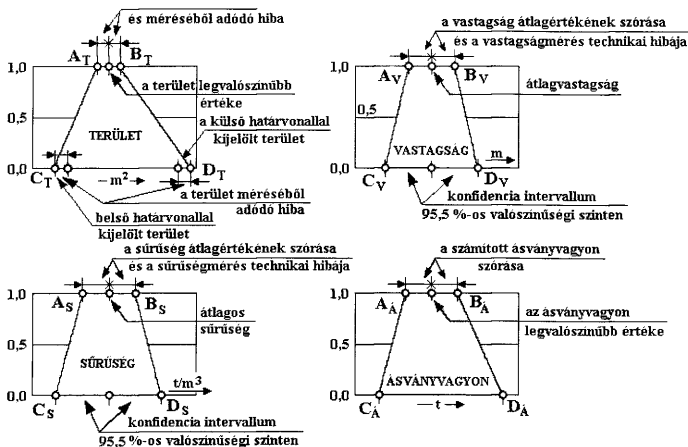 és méréséből adódó hiba
A_T B_T
1,0
a terület legvalószínűbb
értéke
0,5
TERÜLET
a külső határvonallal
kijelölt terület
0,0
C_T
m²
D_T
a terület méréséből
adódó hiba
belső határvonallal
kijelőlt terület
a vastagság átlagértékének szórása
és a vastagságmérés technikai hibája
A_V B_V
1,0
átlagvastagság
0,5
VASTAGSÁG
m
0,0
C_V D_V
konfidencia intervallum
95,5 %-os valószínűségi szinten
a sűrűség átlagértékének szórása
és a sűrűségmérés technikai hibája
A_S B_S
1,0
átlagos
sűrűség
0,5
SŰRŰSÉG
t/m³
0,0
C_S D_S
konfidencia intervallum
95,5 %-os valószínűségi szinten
a számított ásványvagyon
szórása
A_Á B_Á
1,0
az ásványvagyon
legvalószínűbb értéke
0,5
ÁSVÁNYVAGYON
0,0
t
C_Á D_Á